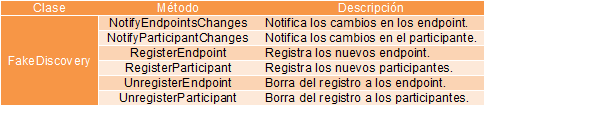 Clase Método Descripción
NotifyEndpointsChanges Notifica los cambios en los endpoint.
NotifyParticipantChanges Notifica los cambios en el participante.
RegisterEndpoint Registra los nuevos endpoint.
FakeDiscovery RegisterParticipant Registra los nuevos participantes.
UnregisterEndpoint Borra del registro a los endpoint.
UnregisterParticipant Borra del registro a los participantes.